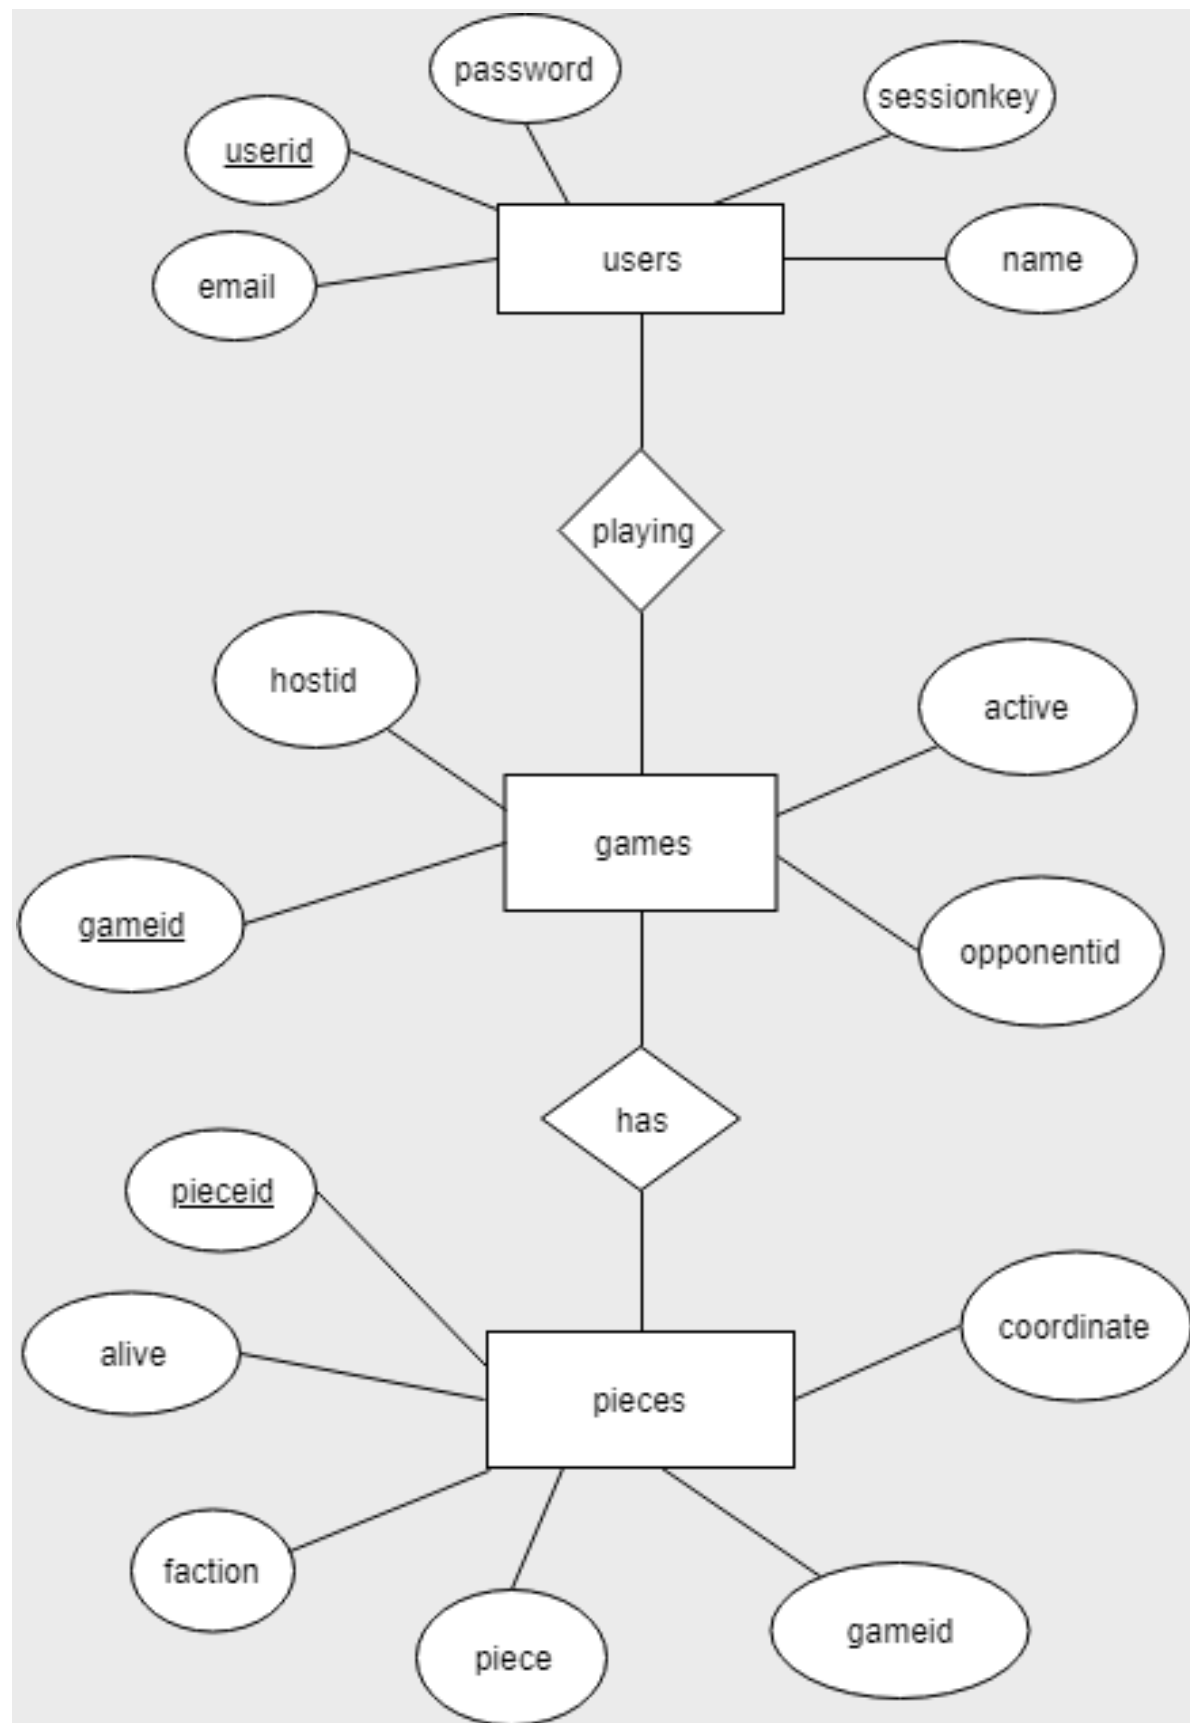 password
sessionkey
userid
users
name
email
playing
hostid
active
games
gameid
opponentid
has
pieceid
coordinate
alive
pieces
faction
piece
gameid